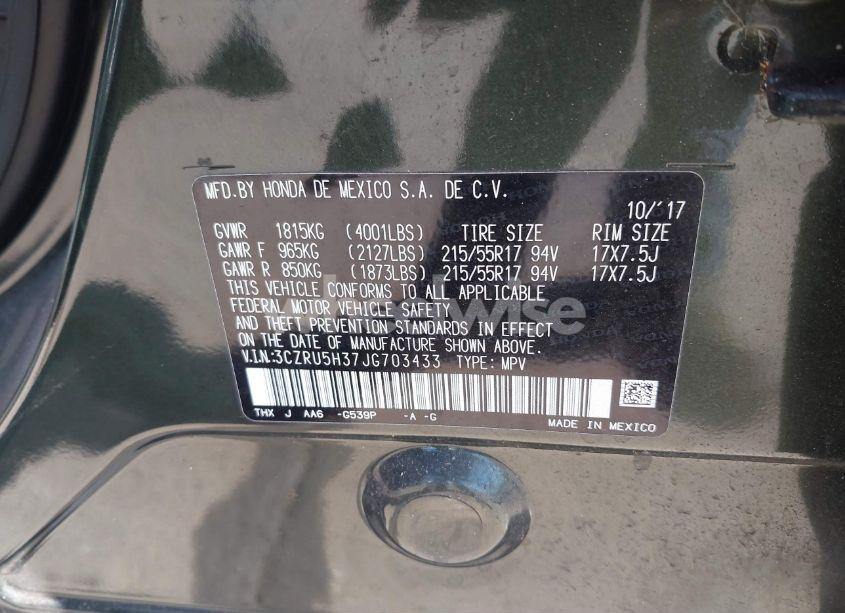 MFD.BY HONDA DE MEXICO S.A. DE C.V.
10/'17
GVWR 1815KG (4001LBS) TIRE SIZE RIM SIZE
GAWR F 965KG (2127LBS) 215/55R17 94V 17X7.5J
GAWR R 850KG (1873LBS) 215/55R17 94V 17X7.5J
THIS VEHICLE CONFORMS TO ALL APPLICABLE
FEDERAL MOTOR VEHICLE SAFETY
AND THEFT PREVENTION STANDARDS IN EFFECT
ON THE DATE OF MANUFACTURE SHOWN ABOVE.
V.I.N:3CZRU5H37JG703433 TYPE: MPV
THX J AA6 -G539P -A -G
MADE IN MEXICO